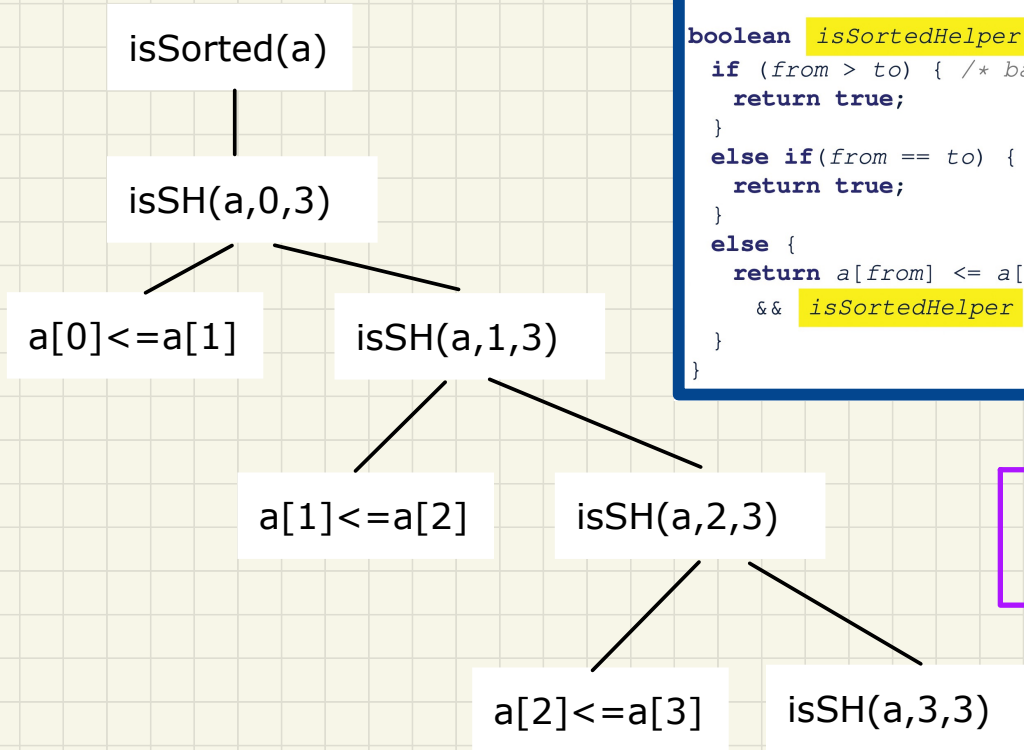 isSorted(a)
isSH(a,0,3)
a[0]<=a[1]
isSH(a,1,3)
a[1]<=a[2]
isSH(a,2,3)
a[2]<=a[3]
isSH(a,3,3)
boolean isSortedHelper
if (from > to) { /*
return true;
}
else if(from == to) {
return true;
}
else {
return a[from] <= a[
&& isSortedHelper
}
}